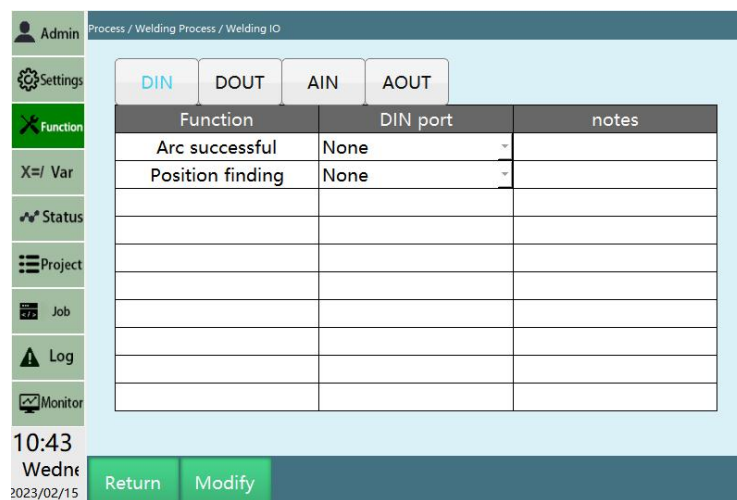 Admin
Process / Welding Process / Welding IO
Settings
Function
X=/ Var
Status
Project
Job
Log
Monitor
10:43
Wedne
2023/02/15
DIN DOUT AIN AOUT
Function DIN port notes
Arc successful None
Position finding None
Return Modify